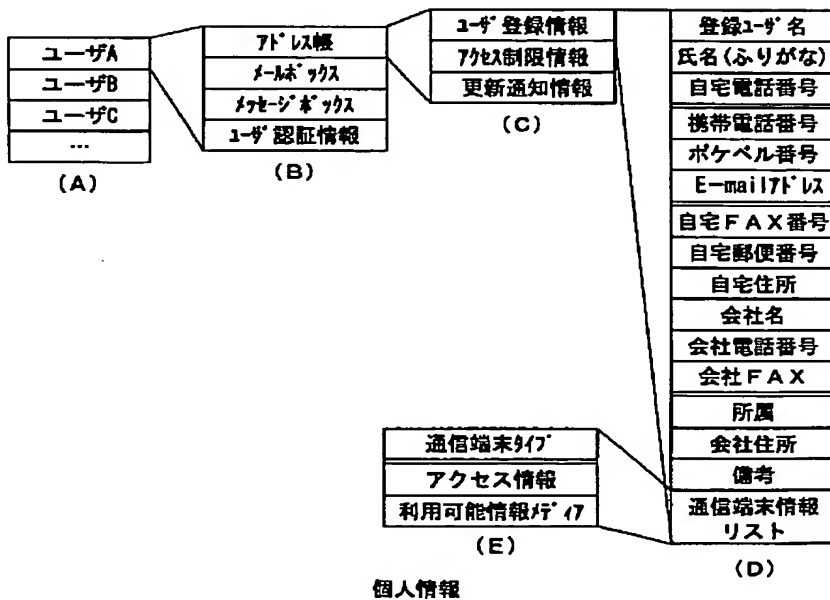 ユーザA
ユーザB
ユーザC
…
(A)
アドレス帳
メールボックス
メッセージボックス
ユーザ認証情報
(B)
ユーザ登録情報
アクセス制限情報
更新通知情報
(C)
登録ユーザ名
氏名(ふりがな)
自宅電話番号
携帯電話番号
ポケベル番号
E-mailアドレス
自宅FAX番号
自宅郵便番号
自宅住所
会社名
会社電話番号
会社FAX
所属
会社住所
備考
通信端末情報
リスト
(D)
通信端末タイプ
アクセス情報
利用可能情報メディア
(E)
個人情報